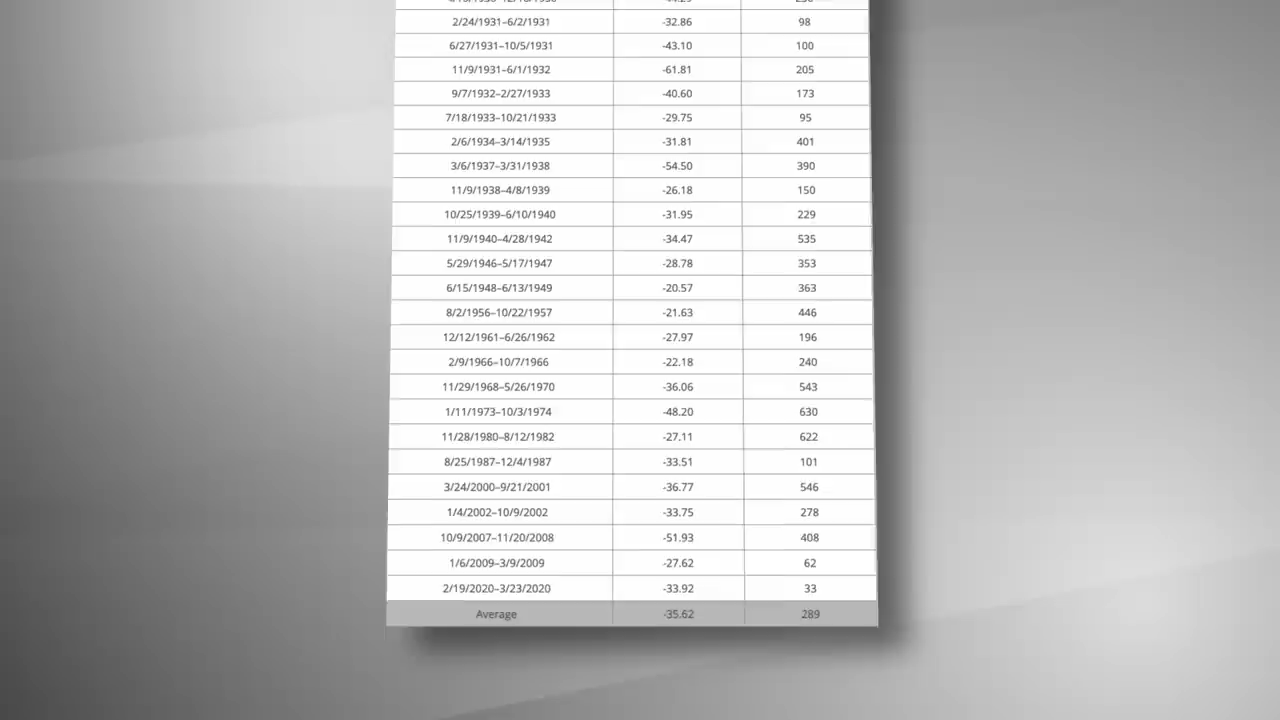 2/24/1931–6/2/1931 -32.86 98
6/27/1931–10/5/1931 -43.10 100
11/9/1931–6/1/1932 -61.81 205
9/7/1932–2/27/1933 -40.60 173
7/18/1933–10/21/1933 -29.75 95
2/6/1934–3/14/1935 -31.81 401
3/6/1937–3/31/1938 -54.50 390
11/9/1938–4/8/1939 -26.18 150
10/25/1939–6/10/1940 -31.95 229
11/9/1940–4/28/1942 -34.47 535
5/29/1946–5/17/1947 -28.78 353
6/15/1948–6/13/1949 -20.57 363
8/2/1956–10/22/1957 -21.63 446
12/12/1961–6/26/1962 -27.97 196
2/9/1966–10/7/1966 -22.18 240
11/29/1968–5/26/1970 -36.06 543
1/11/1973–10/3/1974 -48.20 630
11/28/1980–8/12/1982 -27.11 622
8/25/1987–12/4/1987 -33.51 101
3/24/2000–9/21/2001 -36.77 546
1/4/2002–10/9/2002 -33.75 278
10/9/2007–11/20/2008 -51.93 408
1/6/2009–3/9/2009 -27.62 62
2/19/2020–3/23/2020 -33.92 33
Average -35.62 289